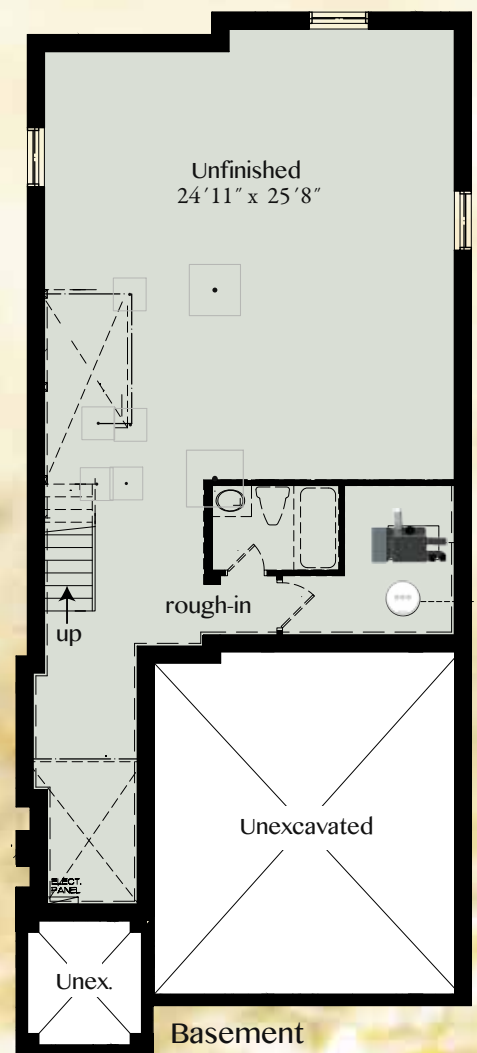 Unfinished
24'11" x 25'8"
rough-in
up
Unexcavated
ELECT.
PANEL
Unex.
Basement